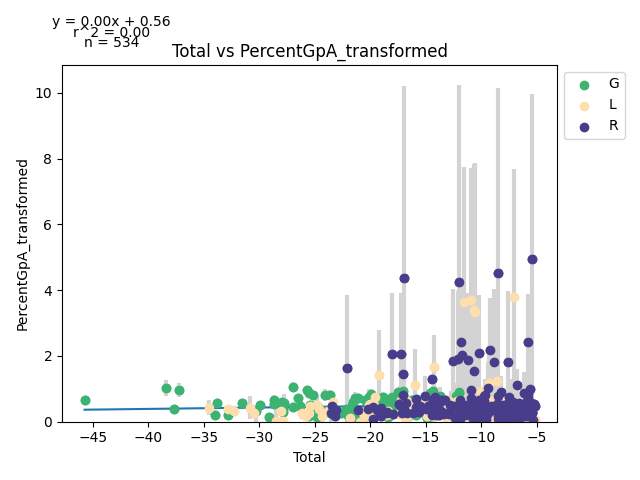 y = 0.00x + 0.56
r^2 = 0.00
n = 534
Total vs PercentGpA_transformed
G
L
R
PercentGpA_transformed
10
8
6
4
2
0
−45
−40
−35
−30
−25
−20
−15
−10
−5
Total